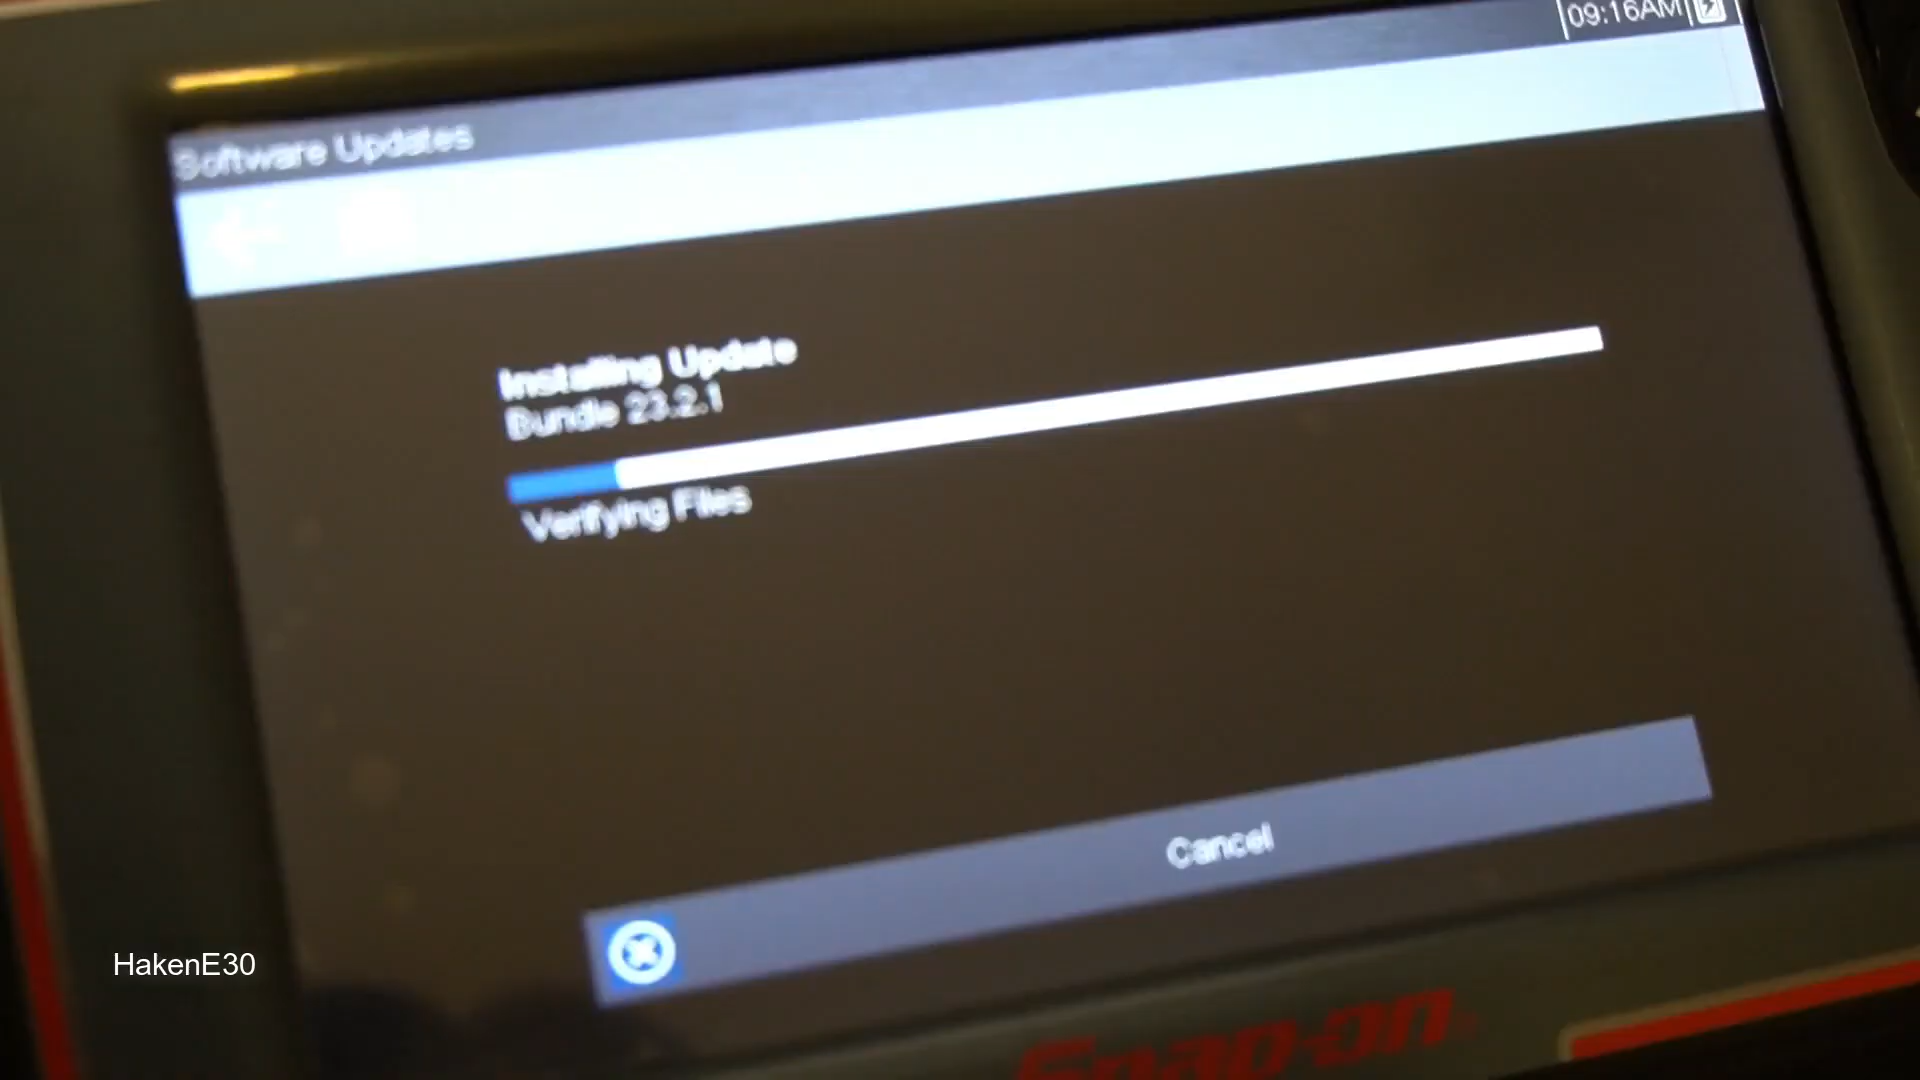 09:16AM
Software Updates
Installing Update
Bundle 23.2.1
Verifying Files
Cancel
HakenE30
Snap-on